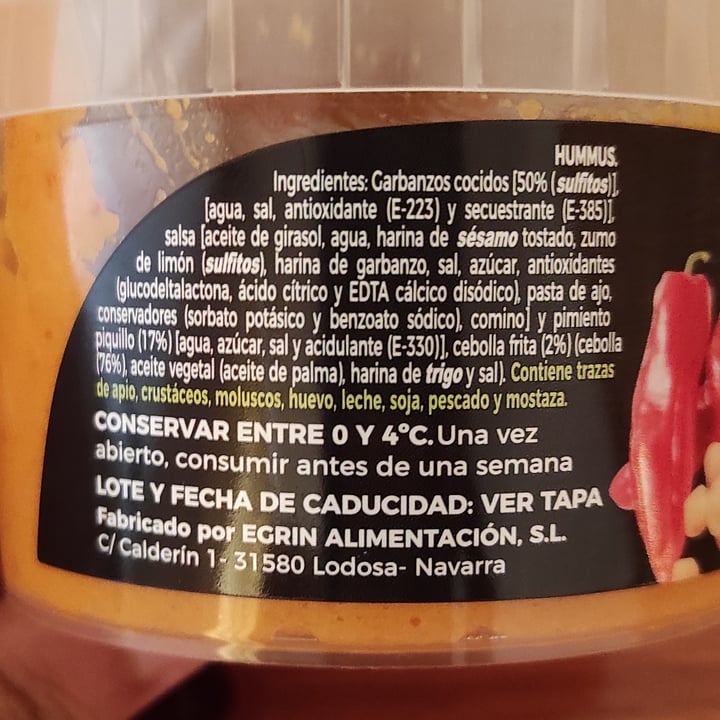 HUMMUS.
Ingredientes: Garbanzos cocidos [50% (sulfitos)],
[agua, sal, antioxidante (E-223) y secuestrante (E-385)],
salsa [aceite de girasol, agua, harina de sésamo tostado, zumo
de limón (sulfitos), harina de garbanzo, sal, azúcar, antioxidantes
(glucodeltalactona, ácido cítrico y EDTA cálcico disódico), pasta de ajo,
conservadores (sorbato potásico y benzoato sódico), comino] y pimiento
piquillo (17%) [agua, azúcar, sal y acidulante (E-330)], cebolla frita (2%) (cebolla
(76%), aceite vegetal (aceite de palma), harina de trigo y sal). Contiene trazas
de apio, crustáceos, moluscos, huevo, leche, soja, pescado y mostaza.
CONSERVAR ENTRE 0 Y 4ºC. Una vez
abierto, consumir antes de una semana
LOTE Y FECHA DE CADUCIDAD: VER TAPA
Fabricado por EGRIN ALIMENTACIÓN, S.L.
C/ Calderín 1- 31580 Lodosa- Navarra